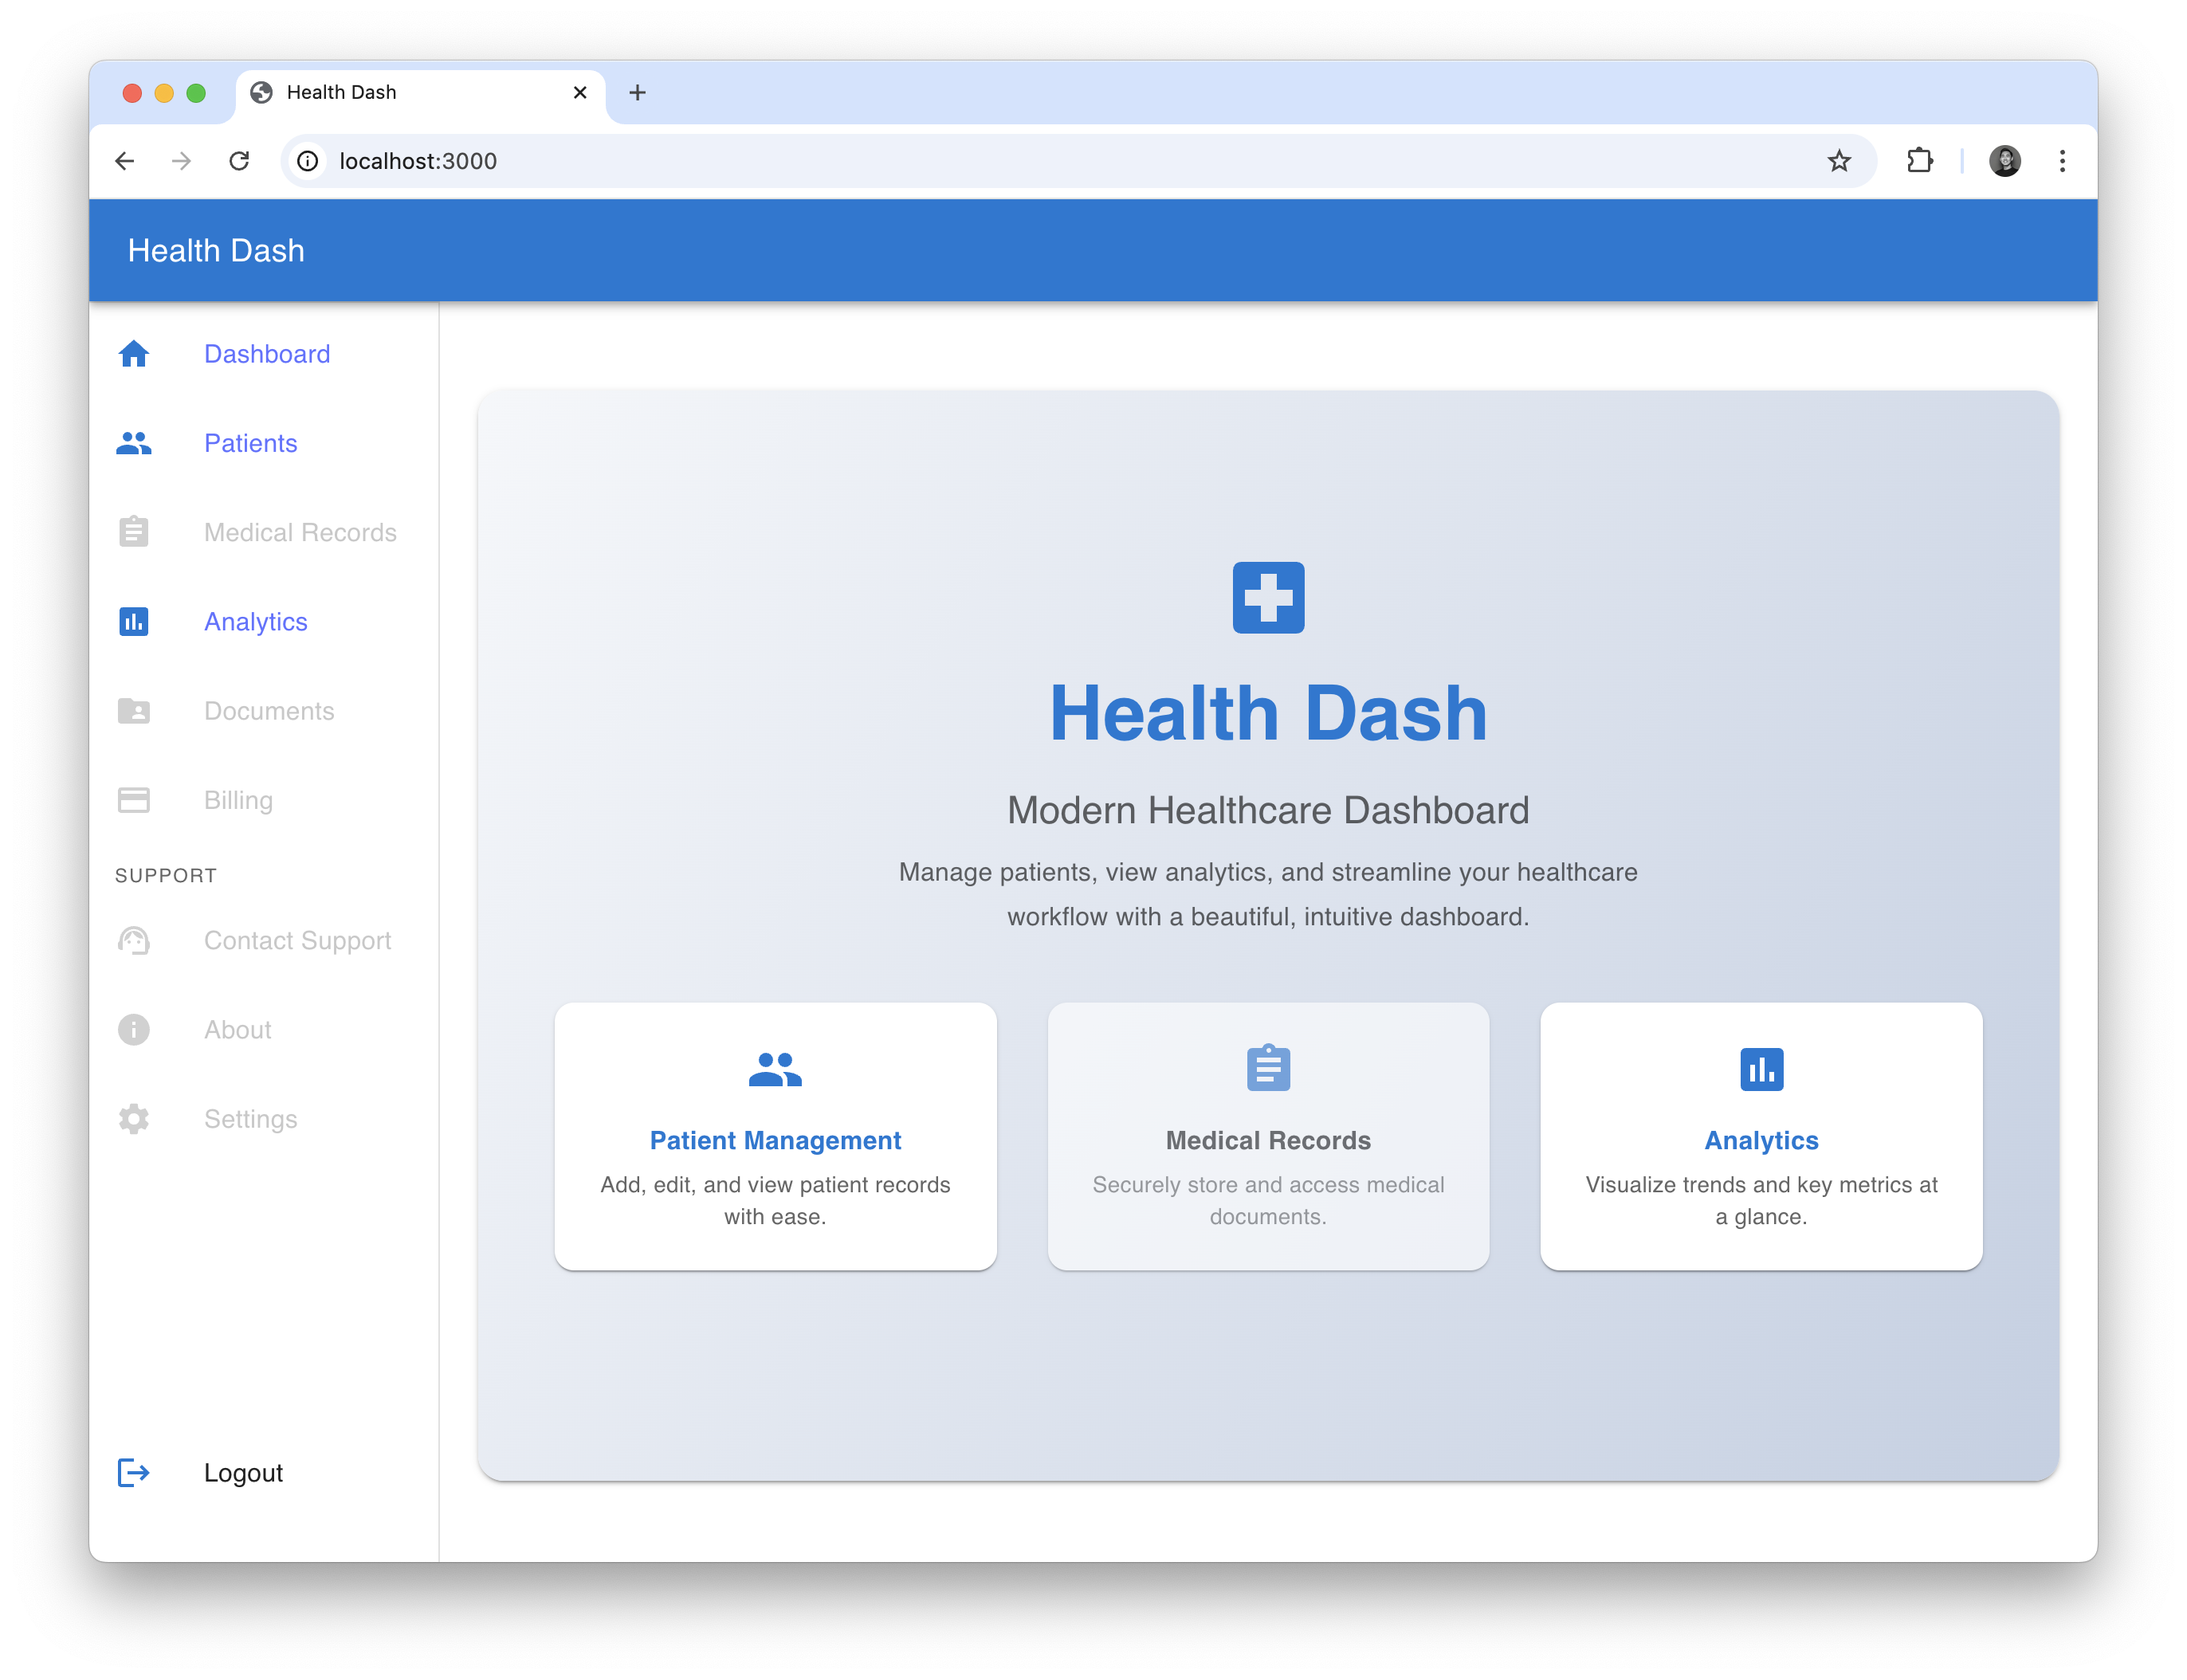 Health Dash
localhost:3000
Health Dash
Dashboard
Patients
Medical Records
Analytics
Documents
Billing
SUPPORT
Contact Support
About
Settings
Logout
Health Dash
Modern Healthcare Dashboard
Manage patients, view analytics, and streamline your healthcare
workflow with a beautiful, intuitive dashboard.
Patient Management
Add, edit, and view patient records
with ease.
Medical Records
Securely store and access medical
documents.
Analytics
Visualize trends and key metrics at
a glance.